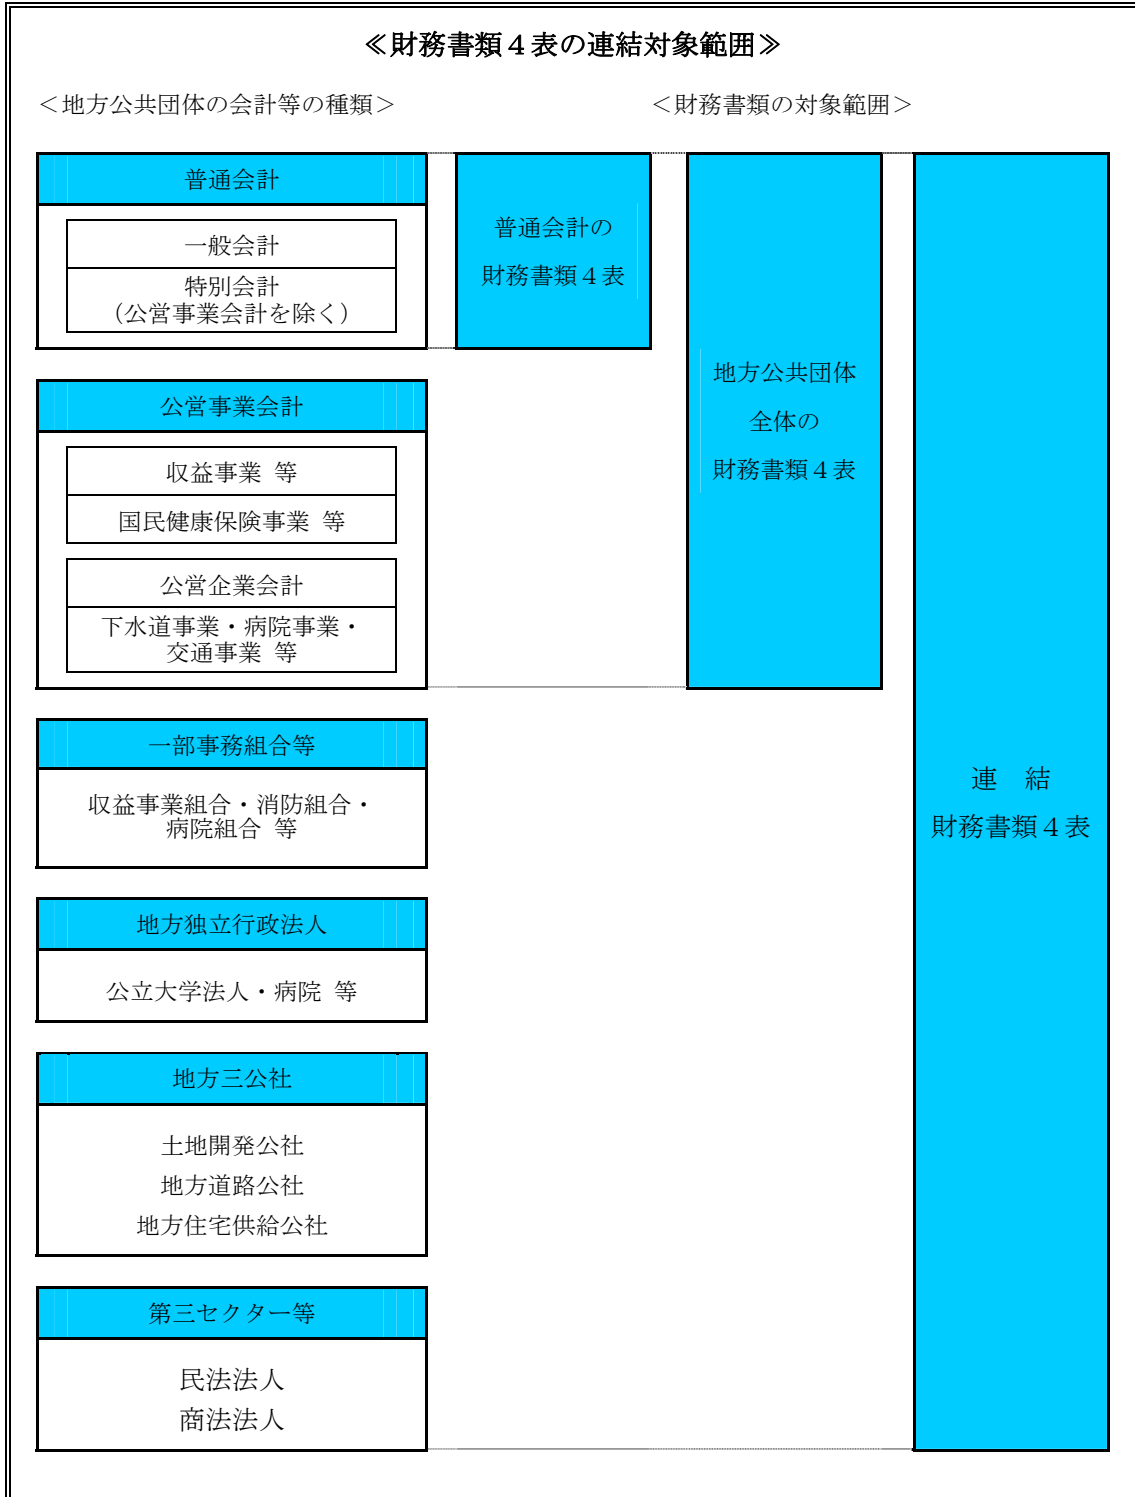 ≪財務書類４表の連結対象範囲≫
＜地方公共団体の会計等の種類＞
＜財務書類の対象範囲＞
普通会計
一般会計
特別会計
（公営事業会計を除く）
普通会計の
財務書類４表
地方公共団体
全体の
財務書類４表
公営事業会計
収益事業 等
国民健康保険事業 等
公営企業会計
下水道事業・病院事業・
交通事業 等
一部事務組合等
収益事業組合・消防組合・
病院組合 等
連 結
財務書類４表
地方独立行政法人
公立大学法人・病院 等
地方三公社
土地開発公社
地方道路公社
地方住宅供給公社
第三セクター等
民法法人
商法法人